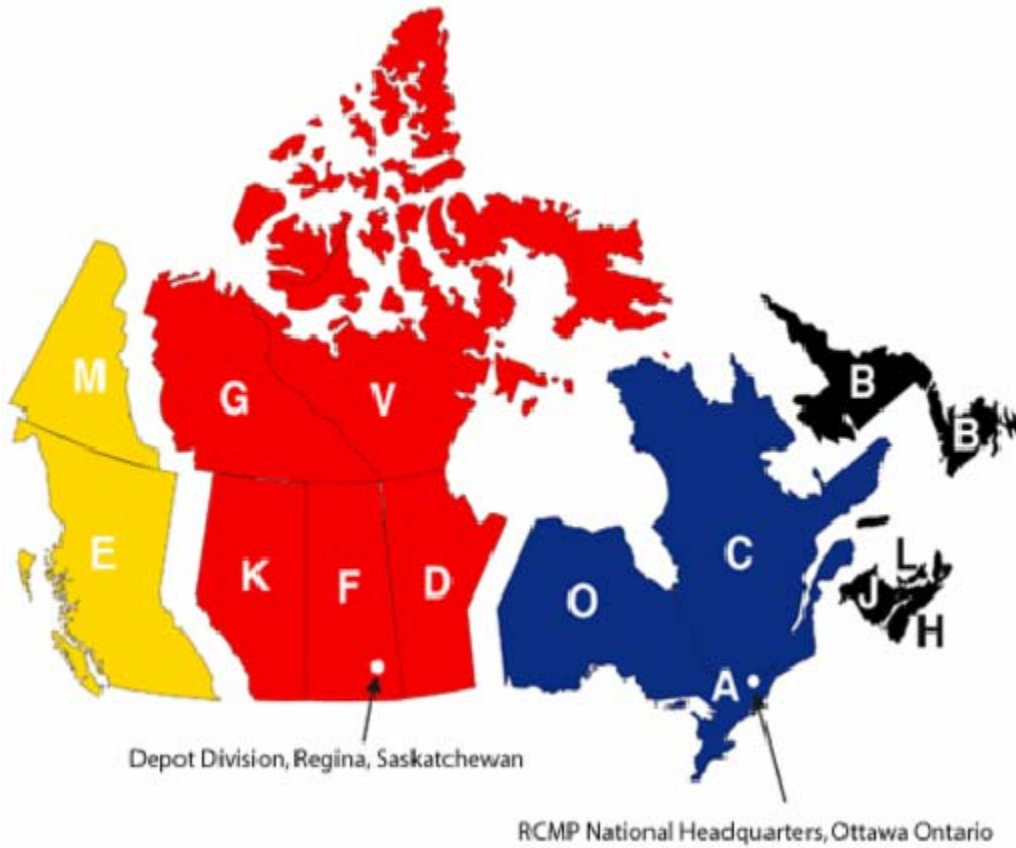 M
G
V
B
B
E
K
F
D
O
C
L
J
H
A
Depot Division, Regina, Saskatchewan
RCMP National Headquarters, Ottawa Ontario